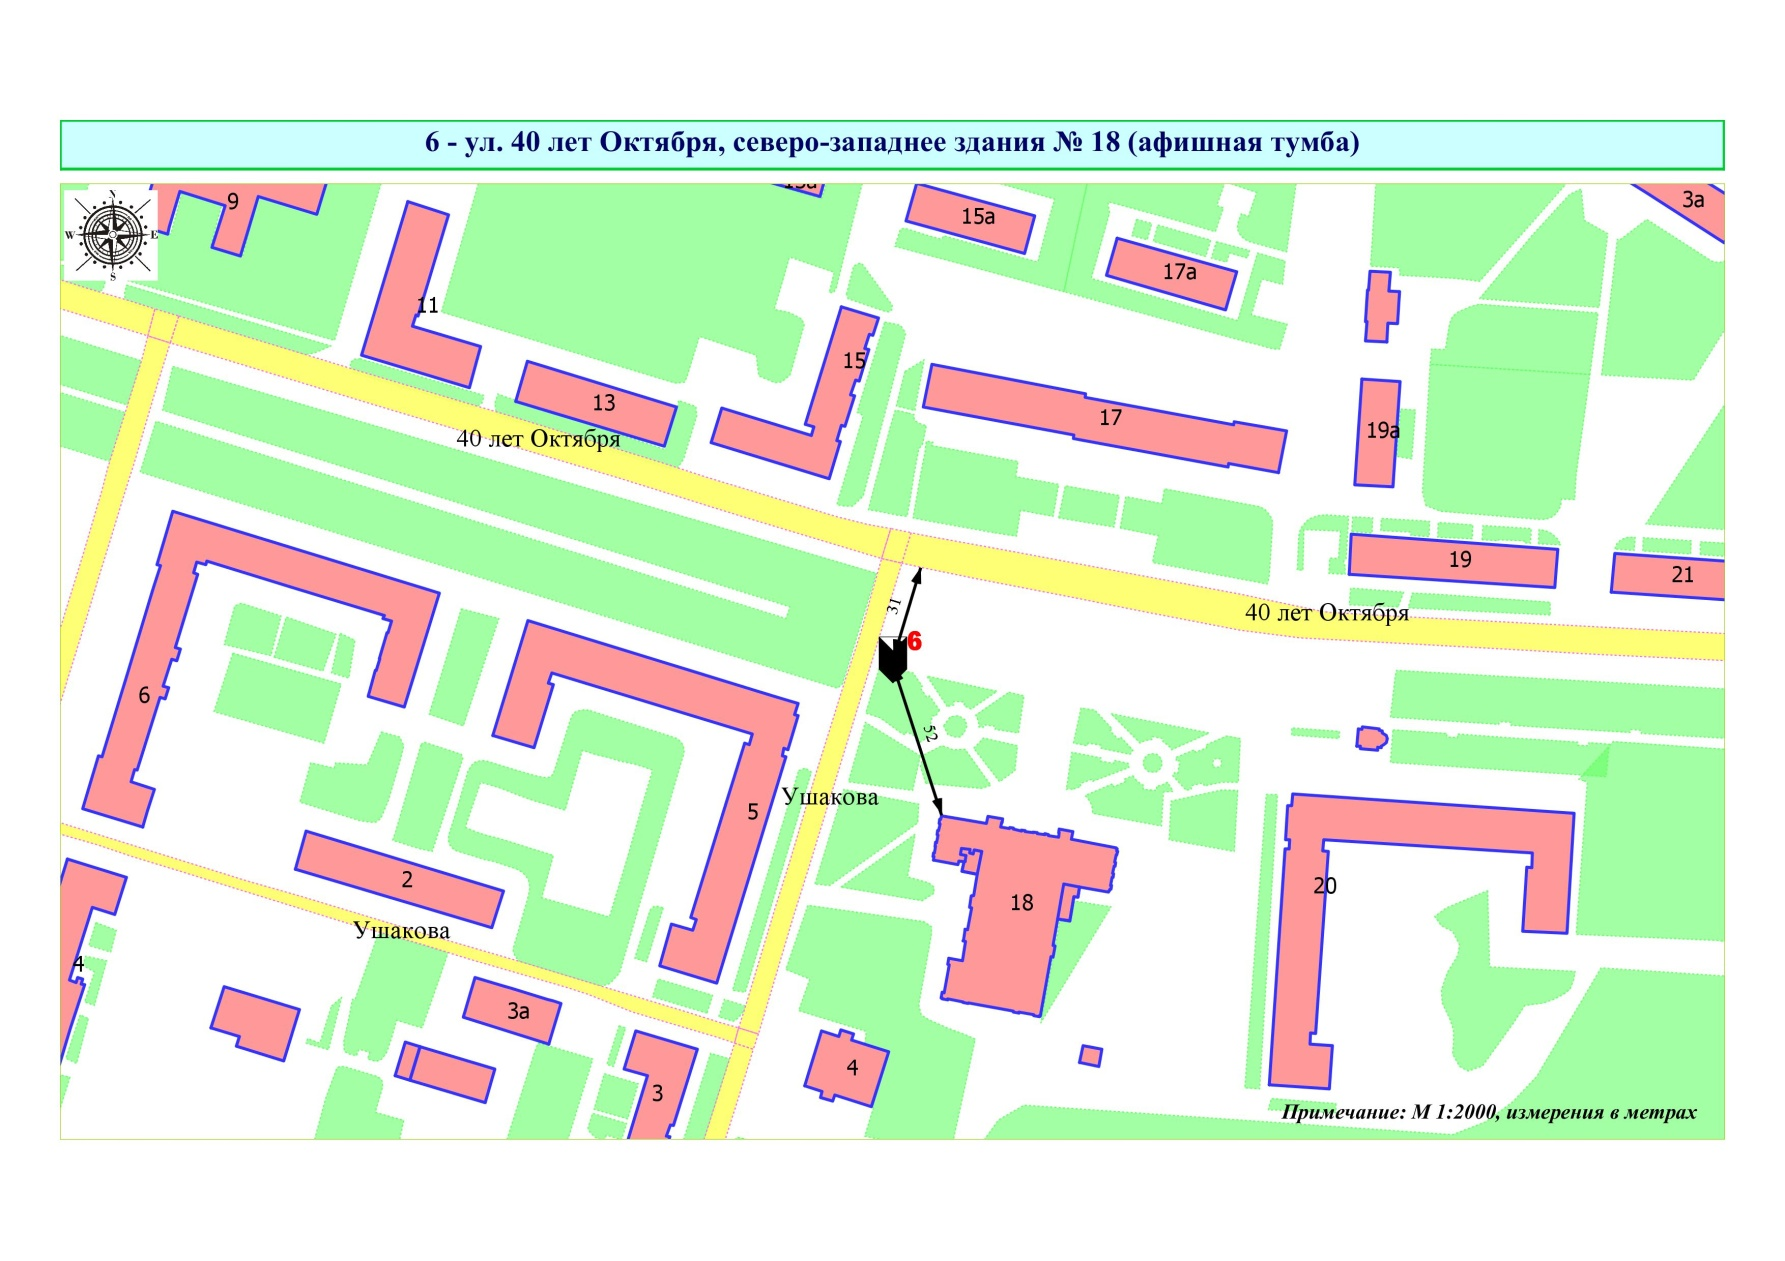 6 - ул. 40 лет Октября, северо-западнее здания № 18 (афишная тумба)
N
W E
S
9
13а
15а
3а
17а
11
15
13
17
19а
40 лет Октября
19
21
31
40 лет Октября
6
6
52
Ушакова
5
2
20
18
Ушакова
4
3а
4
3
Примечание: М 1:2000, измерения в метрах